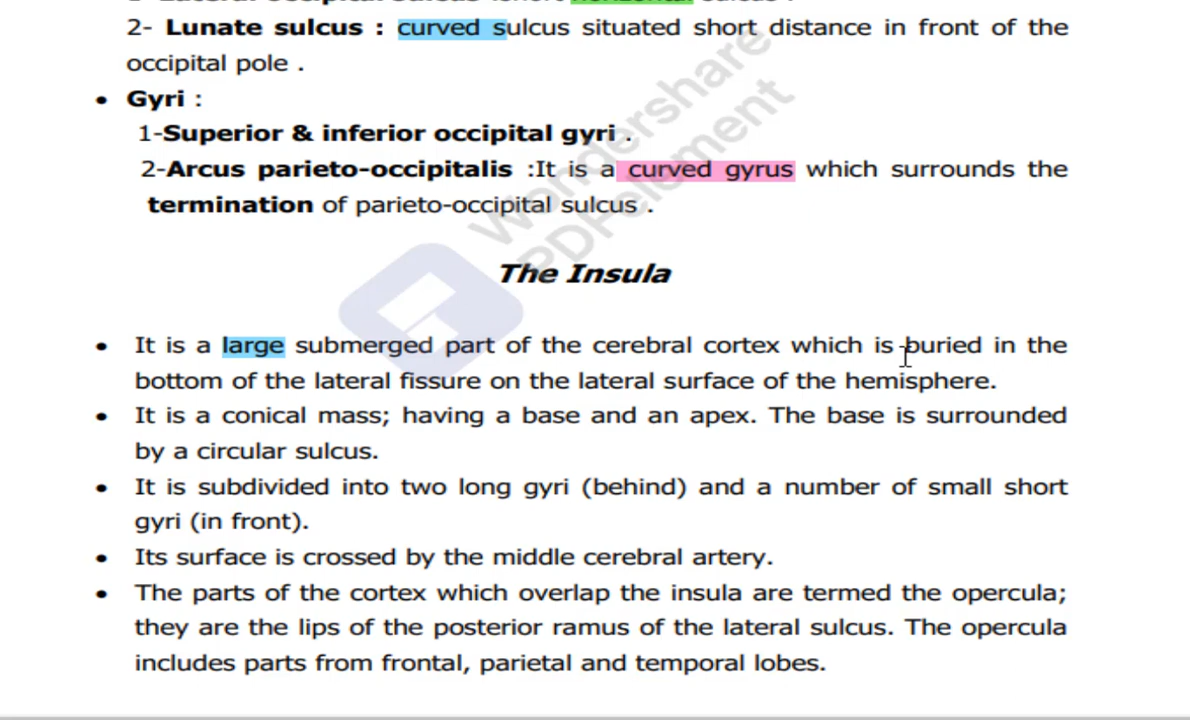 2- Lunate sulcus : curved sulcus situated short distance in front of the
occipital pole .
• Gyri :
1-Superior & inferior occipital gyri .
2-Arcus parieto-occipitalis :It is a curved gyrus which surrounds the
termination of parieto-occipital sulcus .
Wondershare
PDFelement
The Insula
• It is a large submerged part of the cerebral cortex which is buried in the
bottom of the lateral fissure on the lateral surface of the hemisphere.
• It is a conical mass; having a base and an apex. The base is surrounded
by a circular sulcus.
• It is subdivided into two long gyri (behind) and a number of small short
gyri (in front).
• Its surface is crossed by the middle cerebral artery.
• The parts of the cortex which overlap the insula are termed the opercula;
they are the lips of the posterior ramus of the lateral sulcus. The opercula
includes parts from frontal, parietal and temporal lobes.